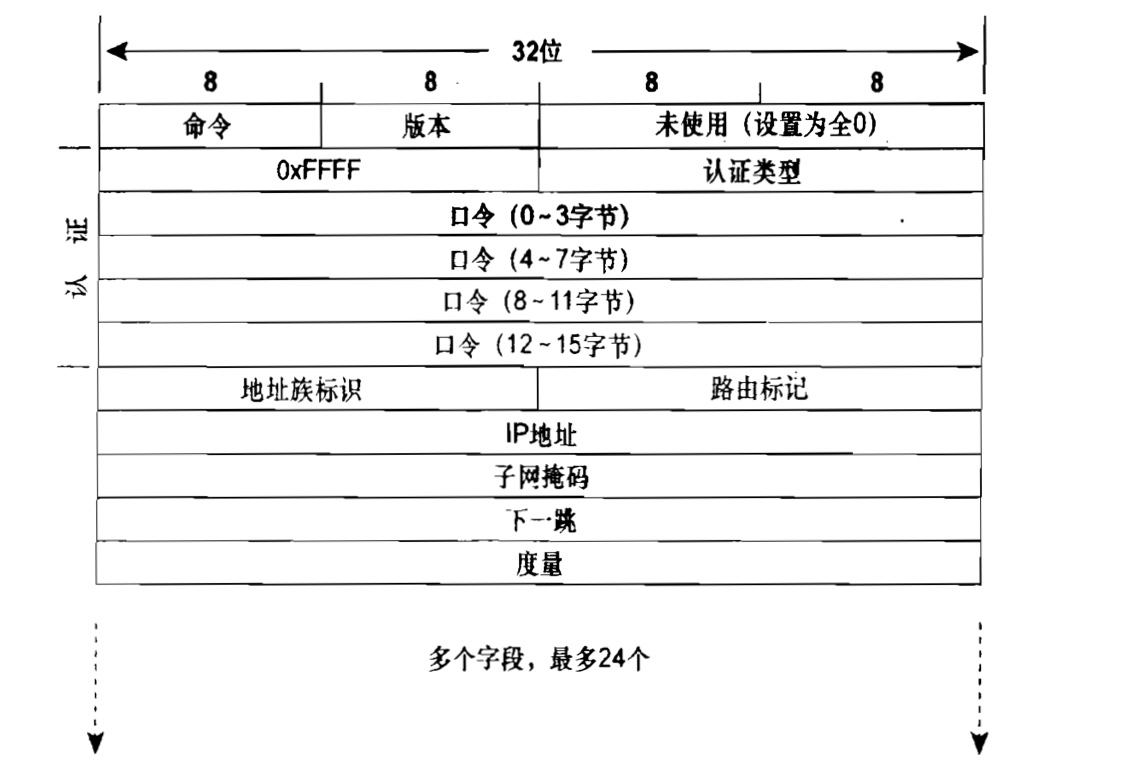 32位
8 8 8 8
命令 版本 未使用（设置为全0）
0xFFFF 认证类型
口令（0~3字节）
口令（4~7字节）
口令（8~11字节）
口令（12~15字节）
认证
地址族标识 路由标记
IP地址
子网掩码
下一跳
度量
多个字段，最多24个